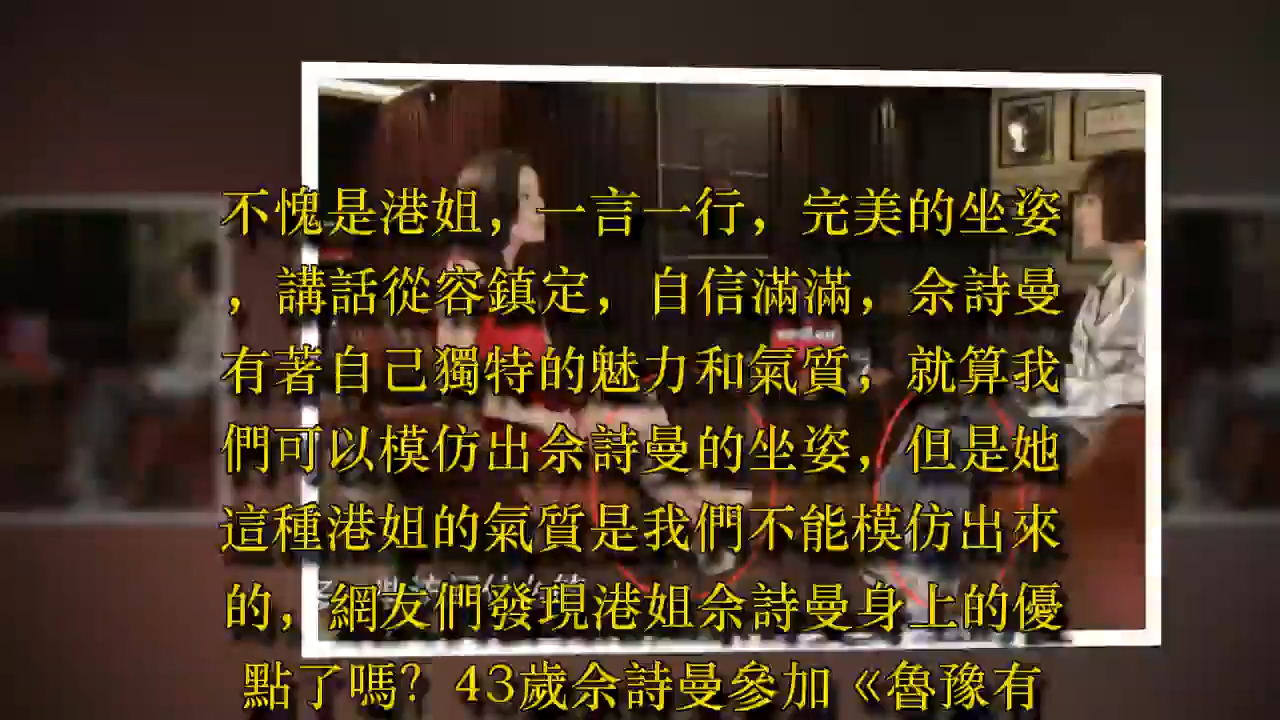 不愧是港姐，一言一行，完美的坐姿
，講話從容鎮定，自信滿滿，佘詩曼
有著自己獨特的魅力和氣質，就算我
們可以模仿出佘詩曼的坐姿，但是她
這種港姐的氣質是我們不能模仿出來
的，網友們發現港姐佘詩曼身上的優
點了嗎？43歲佘詩曼參加《魯豫有